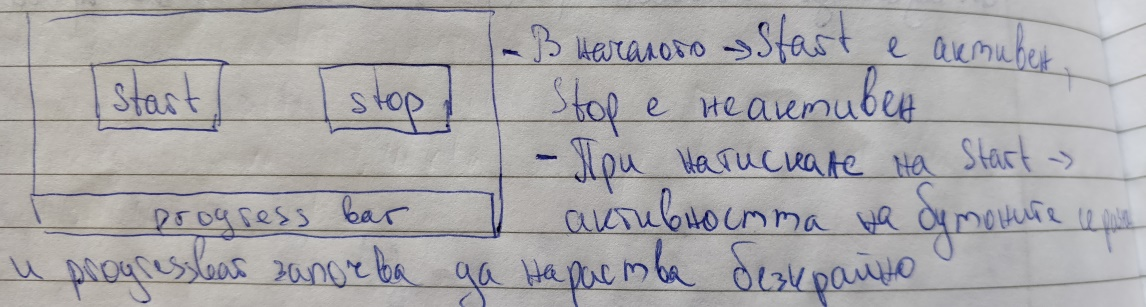 start stop
progress bar
- В началото → Start е активен,
Stop е неактивен
- При натискане на Start →
активността на бутоните се
и progressbar започва да нараства безкрайно